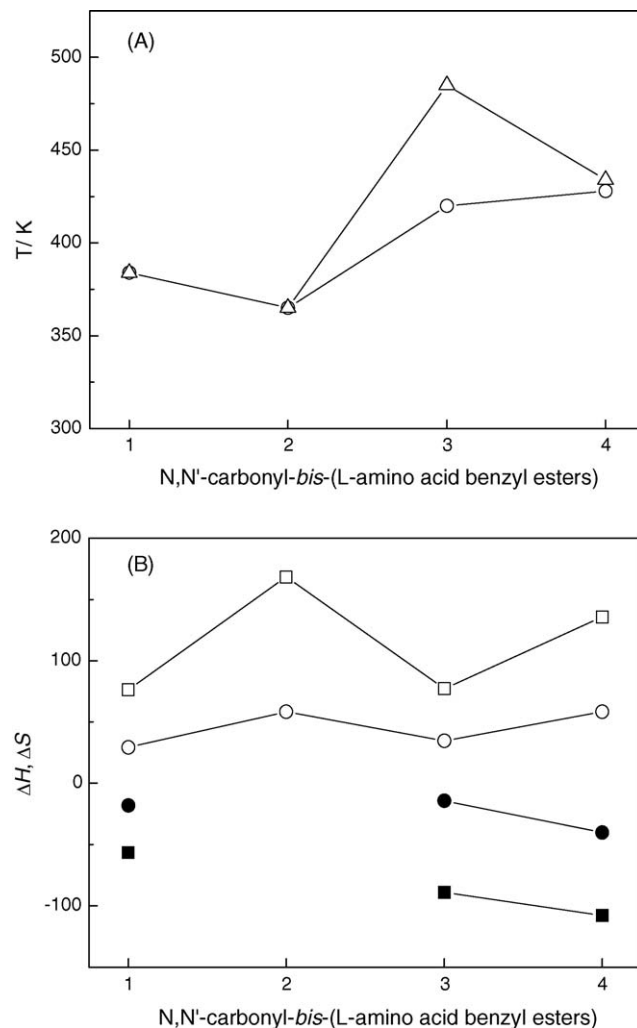 (A)
500
450
400
350
300
T/ K
1 2 3 4
N,N'-carbonyl-bis-(L-amino acid benzyl esters)
(B)
200
100
0
-100
ΔH, ΔS
1 2 3 4
N,N'-carbonyl-bis-(L-amino acid benzyl esters)